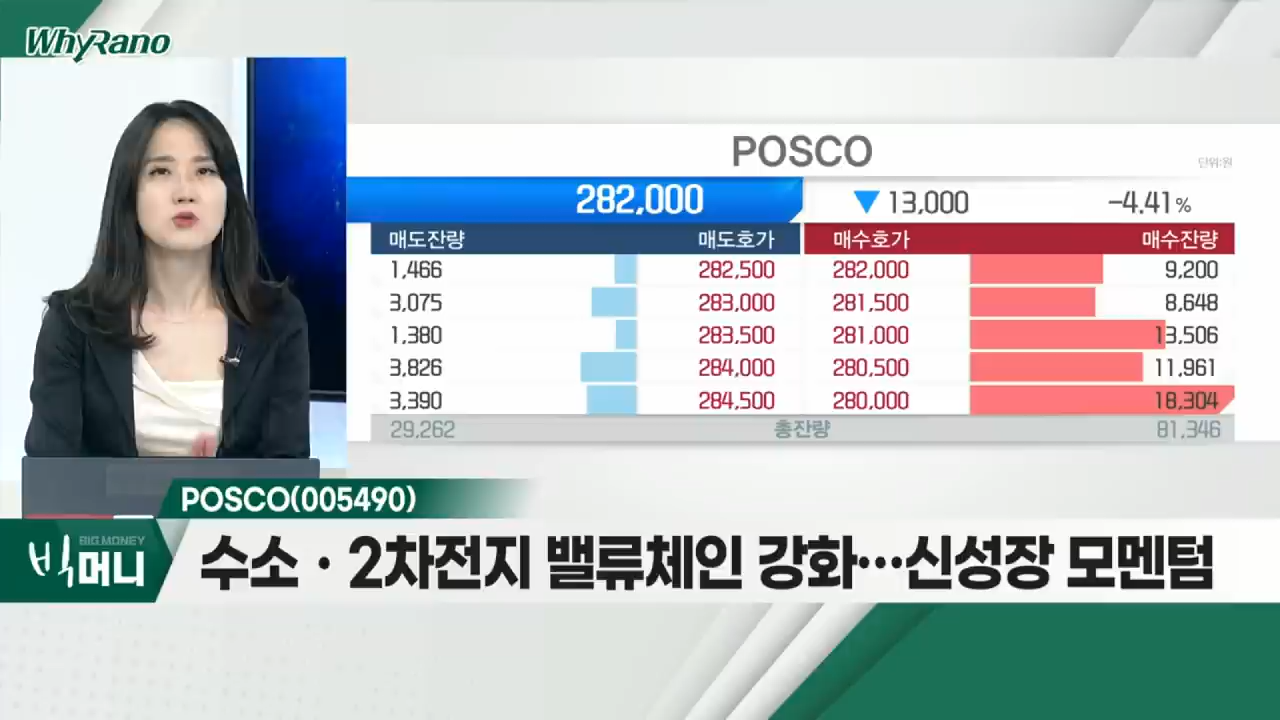 WhyRano
POSCO
단위:원
282,000 ▼ 13,000 -4.41%
매도잔량 매도호가 매수호가 매수잔량
1,466 282,500 282,000 9,200
3,075 283,000 281,500 8,648
1,380 283,500 281,000 13,506
3,826 284,000 280,500 11,961
3,390 284,500 280,000 18,304
29,262 총잔량 81,346
POSCO(005490)
BIG MONEY
빅머니
수소·2차전지 밸류체인 강화…신성장 모멘텀